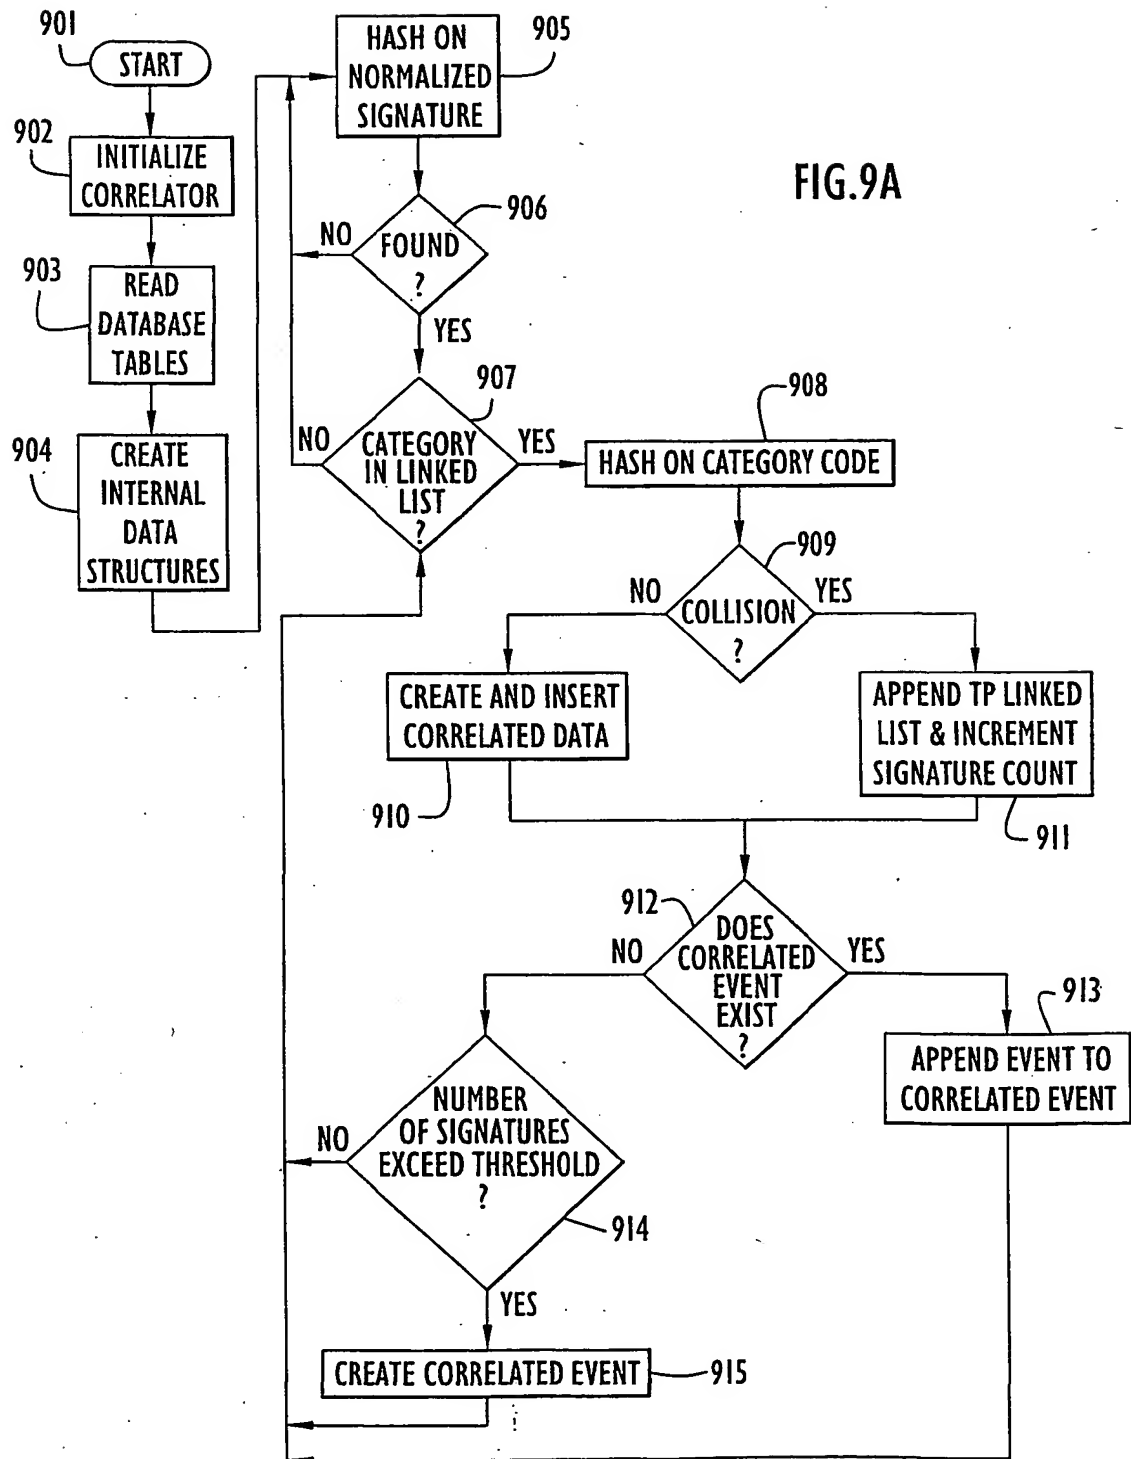 901
START
902
INITIALIZE
CORRELATOR
903
READ
DATABASE
TABLES
904
CREATE
INTERNAL
DATA
STRUCTURES
HASH ON
NORMALIZED
SIGNATURE
905
FIG.9A
906
NO
FOUND
?
YES
907
NO
CATEGORY
IN LINKED
LIST
?
YES
908
HASH ON CATEGORY CODE
909
NO
COLLISION
?
YES
CREATE AND INSERT
CORRELATED DATA
910
APPEND TP LINKED
LIST & INCREMENT
SIGNATURE COUNT
911
912
NO
DOES
CORRELATED
EVENT
EXIST
?
YES
913
APPEND EVENT TO
CORRELATED EVENT
NO
NUMBER
OF SIGNATURES
EXCEED THRESHOLD
?
914
YES
CREATE CORRELATED EVENT
915